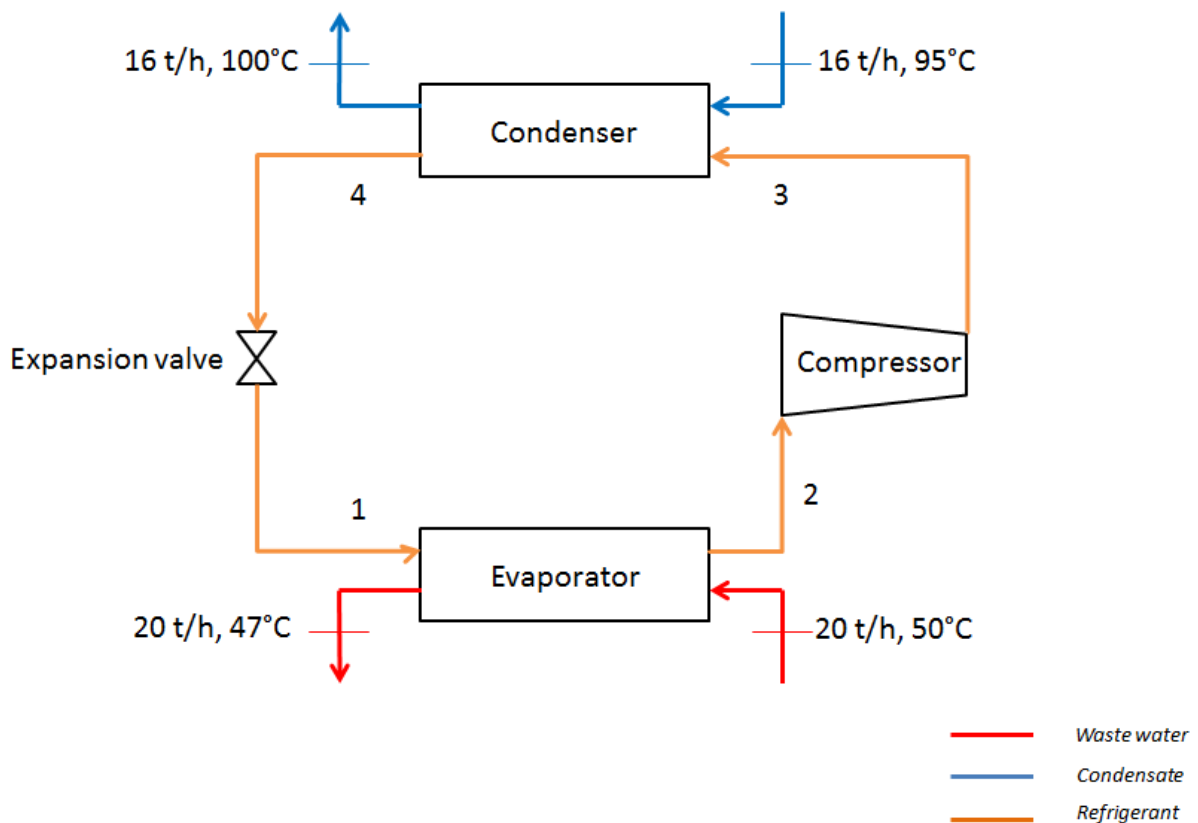 16 t/h, 100°C
16 t/h, 95°C
Condenser
4
3
Expansion valve
Compressor
1
2
Evaporator
20 t/h, 47°C
20 t/h, 50°C
Waste water
Condensate
Refrigerant